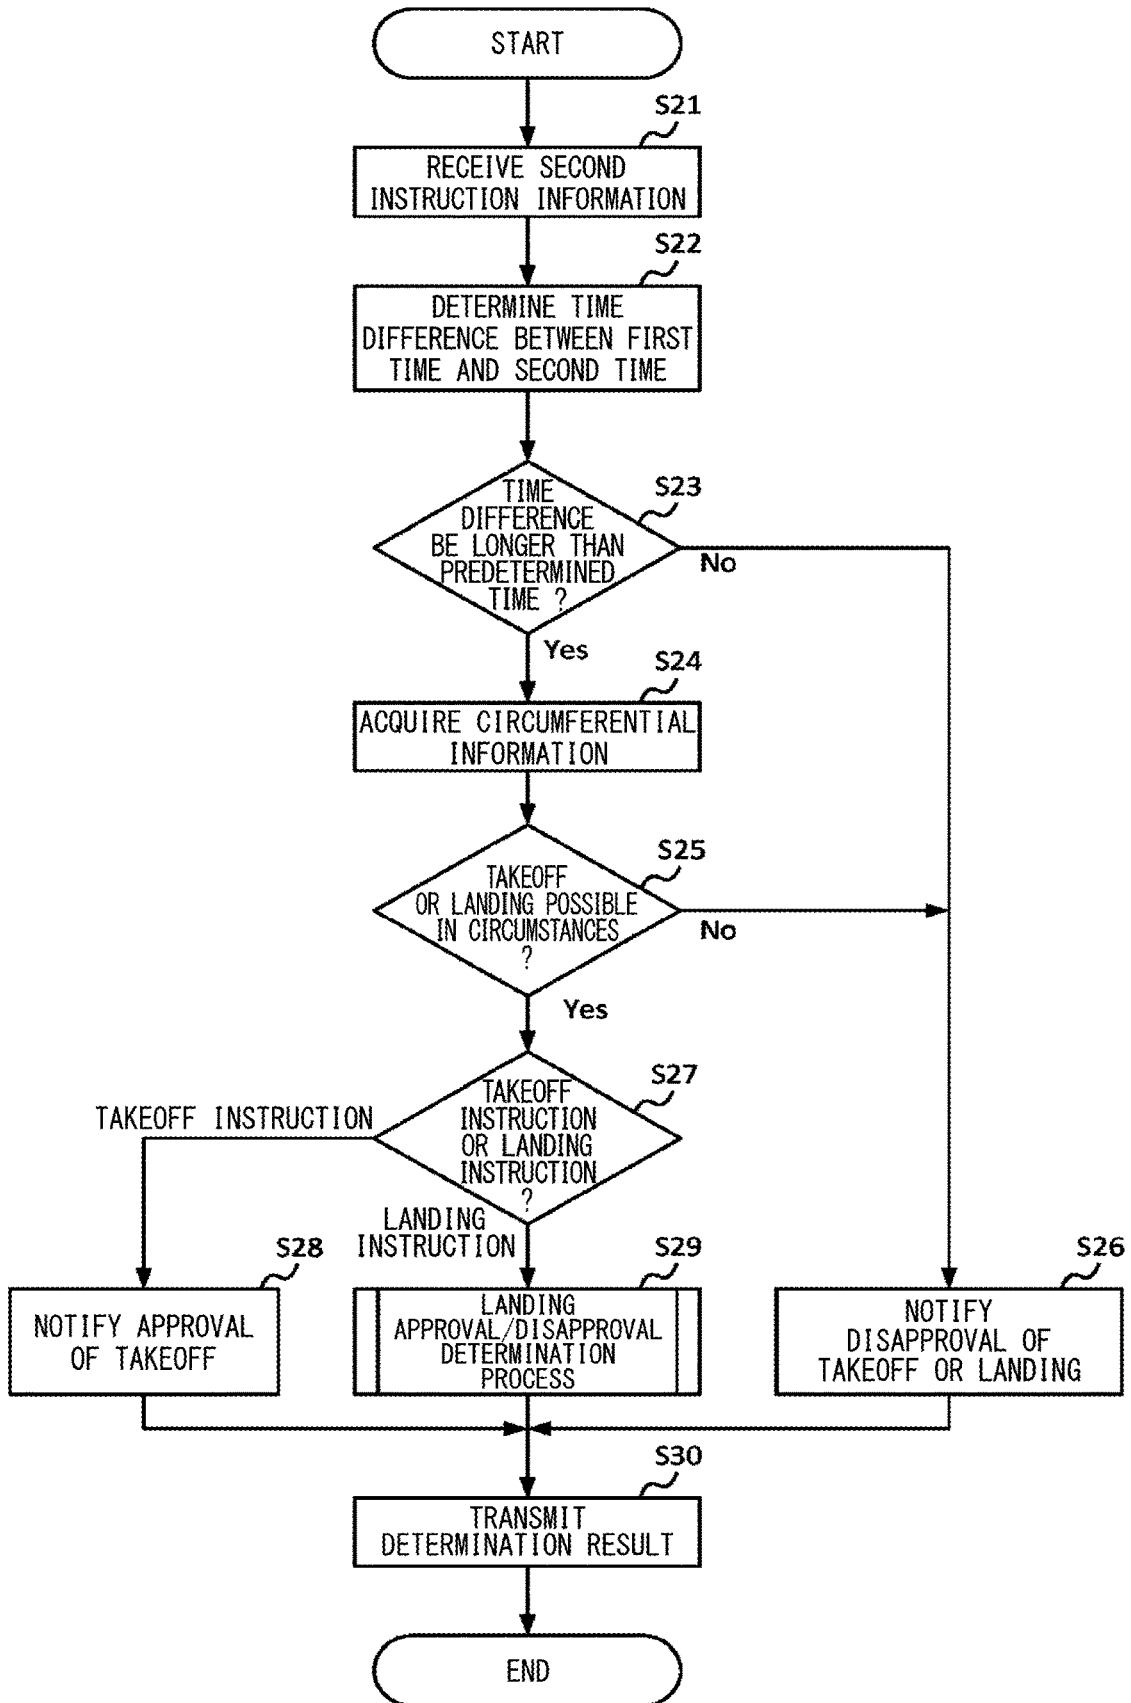 START
S21
RECEIVE SECOND
INSTRUCTION INFORMATION
S22
DETERMINE TIME
DIFFERENCE BETWEEN FIRST
TIME AND SECOND TIME
S23
TIME
DIFFERENCE
BE LONGER THAN
PREDETERMINED
TIME ?
No
Yes
S24
ACQUIRE CIRCUMFERENTIAL
INFORMATION
S25
TAKEOFF
OR LANDING POSSIBLE
IN CIRCUMSTANCES
?
No
Yes
S27
TAKEOFF
INSTRUCTION
OR LANDING
INSTRUCTION
?
TAKEOFF INSTRUCTION
LANDING
INSTRUCTION
S28
NOTIFY APPROVAL
OF TAKEOFF
S29
LANDING
APPROVAL/DISAPPROVAL
DETERMINATION
PROCESS
S26
NOTIFY
DISAPPROVAL OF
TAKEOFF OR LANDING
S30
TRANSMIT
DETERMINATION RESULT
END